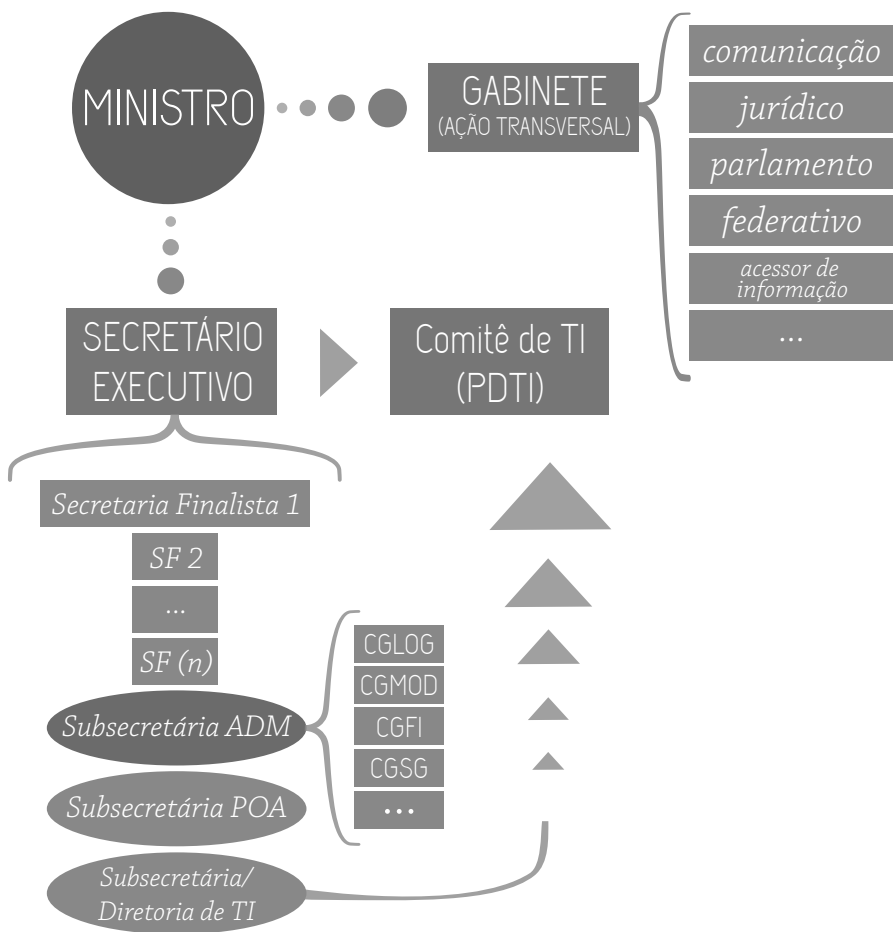 MINISTRO
GABINETE
(AÇÃO TRANSVERSAL)
comunicação
jurídico
parlamento
federativo
acessor de
informação
...
SECRETÁRIO
EXECUTIVO
Comitê de TI
(PDTI)
Secretaria Finalista 1
SF 2
...
SF (n)
Subsecretária ADM
CGLOG
CGMOD
CGFI
CGSG
...
Subsecretária POA
Subsecretária/
Diretoria de TI